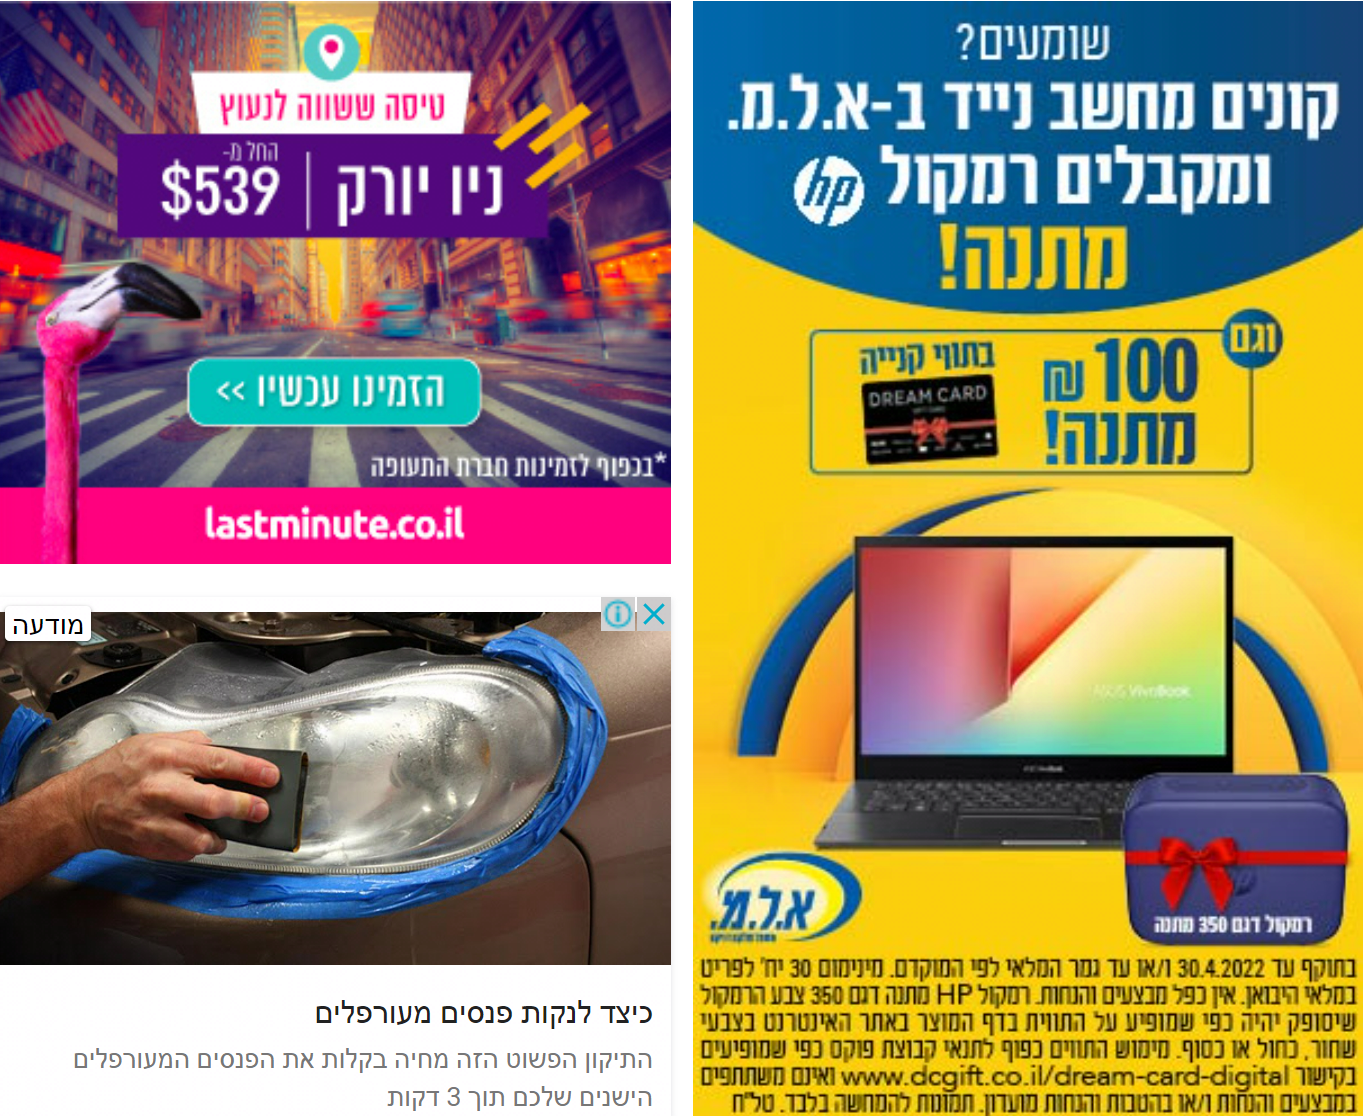 טיסה ששווה לנעוץ
החל מ-
ניו יורק | $539
הזמינו עכשיו >>
*בכפוף לזמינות חברת התעופה
lastminute.co.il
מודעה
כיצד לנקות פנסים מעורפלים
התיקון הפשוט הזה מחיה בקלות את הפנסים המעורפלים
הישנים שלכם תוך 3 דקות
שומעים?
קונים מחשב נייד ב-א.ל.מ.
ומקבלים רמקול hp
מתנה!
וגם
100 ₪
מתנה!
בתווי קנייה
DREAM CARD
ASUS VivoBook
א.ל.מ.
רמקול דגם 350 מתנה
בתוקף עד 30.4.2022 ו/או עד גמר המלאי לפי המוקדם. מינימום 30 יח' לפריט
במלאי היבואן. אין כפל מבצעים והנחות. רמקול HP מתנה דגם 350 צבע הרמקול
שיסופק יהיה כפי שמופיע על התווית בדף המוצר באתר האינטרנט בצבעי
שחור, כחול או כסוף. מימוש התווים כפוף לתנאי קבוצת פוקס כפי שמופיעים
בקישור www.dcgift.co.il/dream-card-digital ואינם משתתפים
במבצעים והנחות ו/או בהטבות והנחות מועדון. תמונות להמחשה בלבד. טל"ח